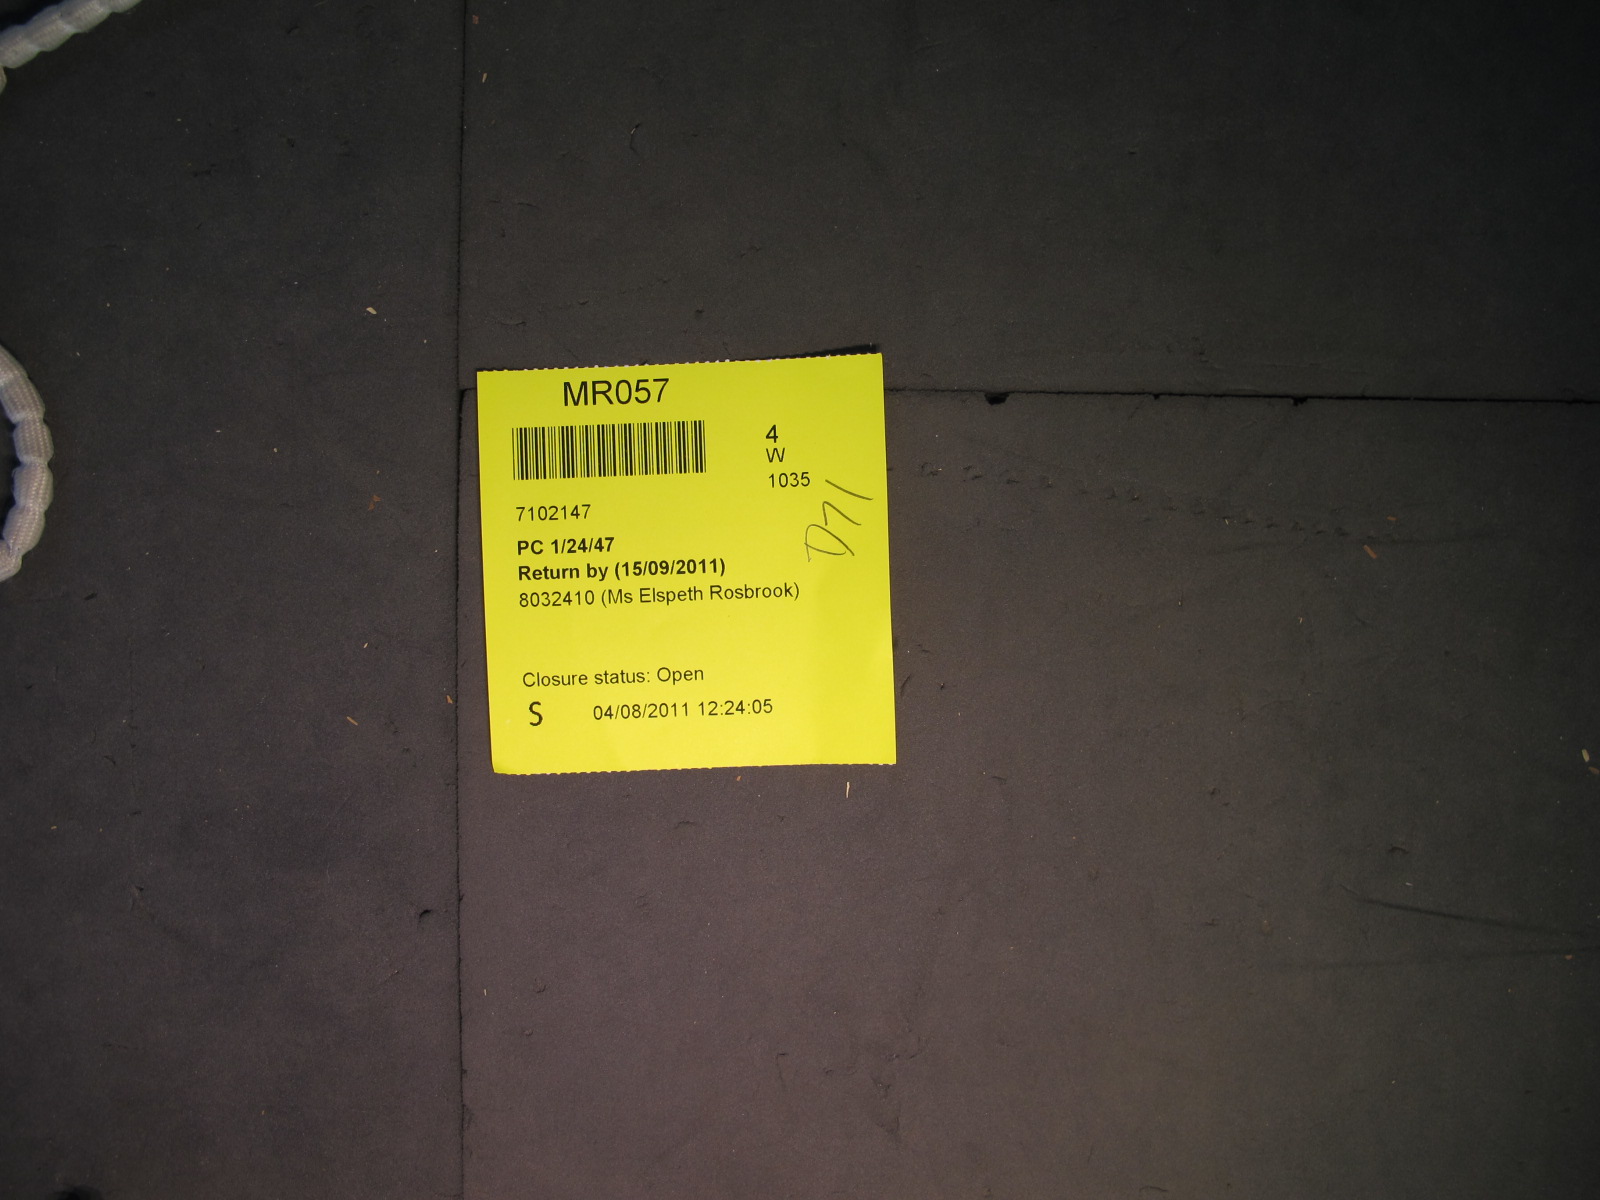 MR057
4
W
1035
D71
7102147
PC 1/24/47
Return by (15/09/2011)
8032410 (Ms Elspeth Rosbrook)
Closure status: Open
S 04/08/2011 12:24:05